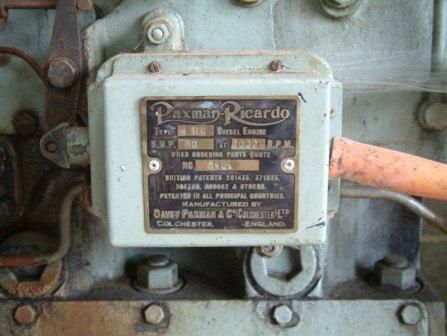 Paxman-Ricardo
TYPE DIESEL ENGINE
B.H.P. 80 AT 1000 R.P.M.
WHEN ORDERING PARTS QUOTE
NO.
BRITISH PATENTS
& OTHERS.
PATENTED IN ALL PRINCIPAL COUNTRIES.
MANUFACTURED BY
DAVEY PAXMAN & Co (COLCHESTER) LTD
COLCHESTER, ENGLAND.